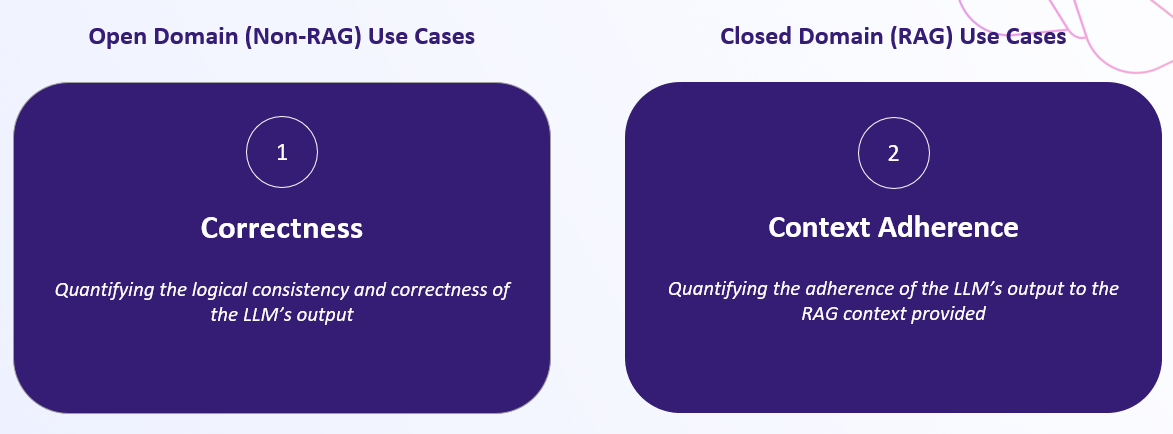 Open Domain (Non-RAG) Use Cases
1
Correctness
Quantifying the logical consistency and correctness of
the LLM’s output
Closed Domain (RAG) Use Cases
2
Context Adherence
Quantifying the adherence of the LLM’s output to the
RAG context provided